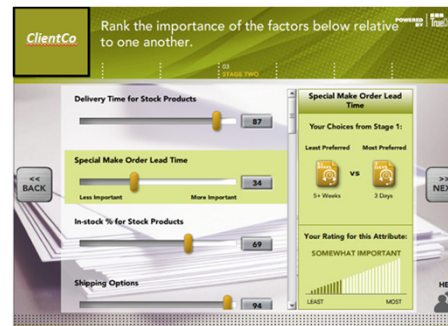 ClientCo
Rank the importance of the factors below relative
to one another.
POWERED
BY
03
STAGE TWO
Delivery Time for Stock Products
87
Special Make Order Lead Time
34
Less Important
More Important
In-stock % for Stock Products
69
Shipping Options
94
<<
BACK
Special Make Order Lead
Time
Your Choices from Stage 1:
Least Preferred
Most Preferred
VS
5+ Weeks
3 Days
Your Rating for this Attribute:
SOMEWHAT IMPORTANT
LEAST
MOST
>>